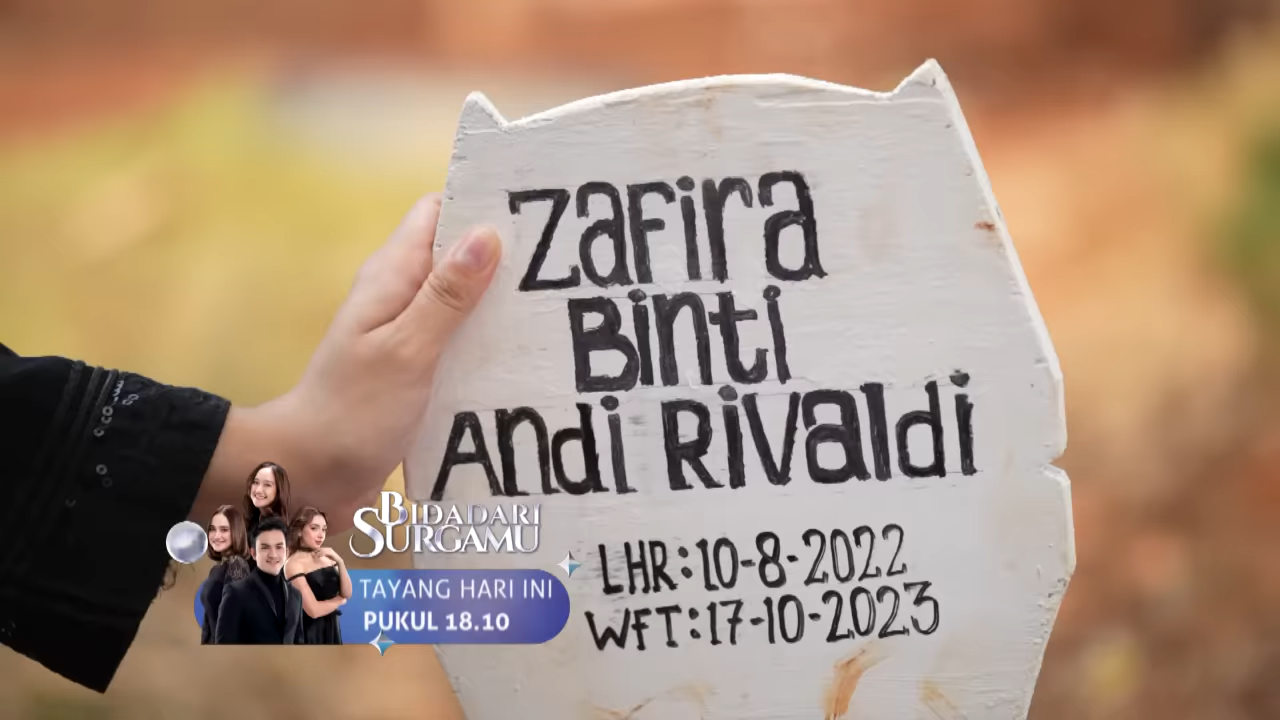 Zafira
Binti
Andi Rivaldi
LHR: 10-8-2022
WFT: 17-10-2023
BIDADARI
SURGAMU
TAYANG HARI INI
PUKUL 18.10